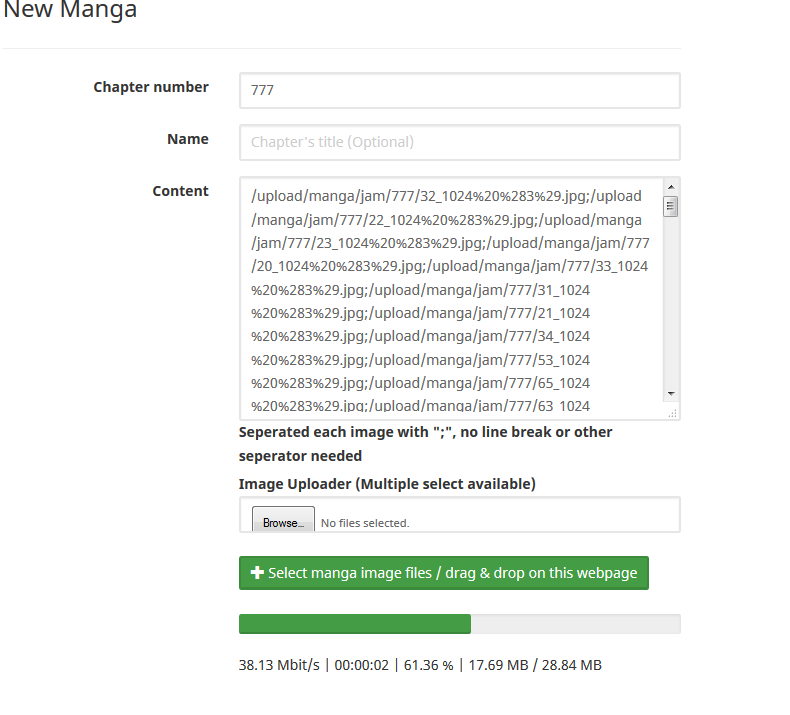 New Manga
Chapter number
777
Name
Chapter's title (Optional)
Content
/upload/manga/jam/777/32_1024%20%283%29.jpg;/upload
/manga/jam/777/22_1024%20%283%29.jpg;/upload/manga
/jam/777/23_1024%20%283%29.jpg;/upload/manga/jam/777
/20_1024%20%283%29.jpg;/upload/manga/jam/777/33_1024
%20%283%29.jpg;/upload/manga/jam/777/31_1024
%20%283%29.jpg;/upload/manga/jam/777/21_1024
%20%283%29.jpg;/upload/manga/jam/777/34_1024
%20%283%29.jpg;/upload/manga/jam/777/53_1024
%20%283%29.jpg;/upload/manga/jam/777/65_1024
%20%283%29.jpg;/upload/manga/jam/777/63_1024
Seperated each image with ";", no line break or other
seperator needed
Image Uploader (Multiple select available)
Browse... No files selected.
Select manga image files / drag & drop on this webpage
38.13 Mbit/s | 00:00:02 | 61.36 % | 17.69 MB / 28.84 MB